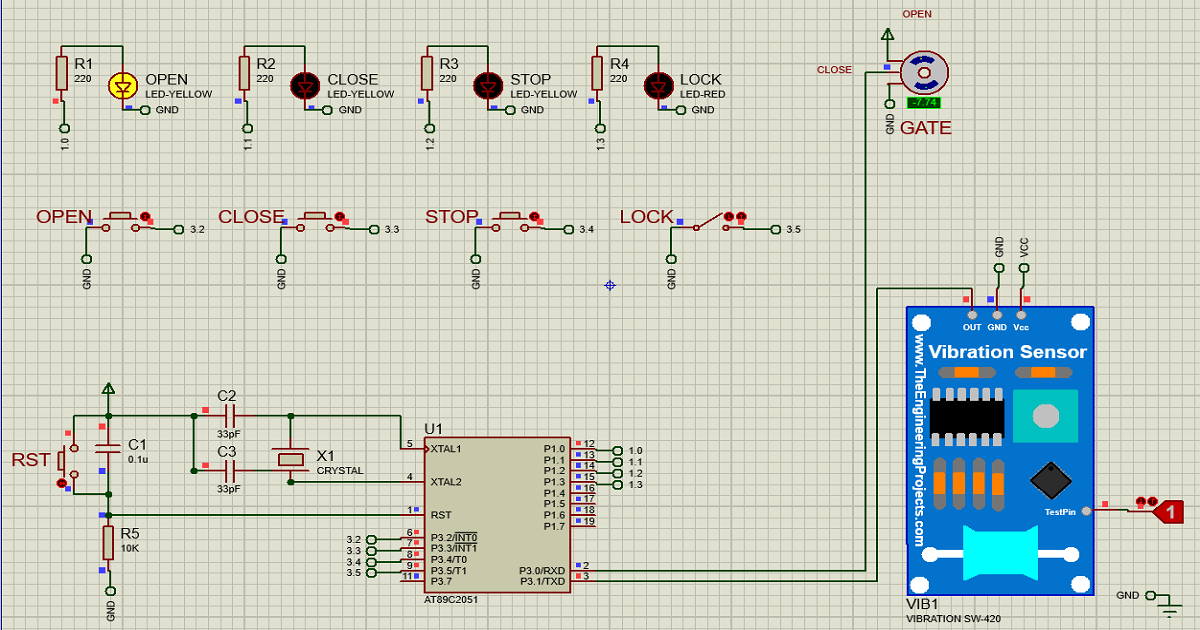 OPEN
R1
220
OPEN
LED-YELLOW
GND
1.0
R2
220
CLOSE
LED-YELLOW
GND
1.1
R3
220
STOP
LED-YELLOW
GND
1.2
R4
220
LOCK
LED-RED
GND
1.3
CLOSE
-7.74
GND
GATE
OPEN
3.2
GND
CLOSE
3.3
GND
STOP
3.4
GND
LOCK
3.5
GND
GND
VCC
OUT GND Vcc
Vibration Sensor
www.TheEngineeringProjects.com
TestPin
1
VIB1
VIBRATION SW-420
GND
RST
C1
0.1u
C2
33pF
C3
33pF
X1
CRYSTAL
R5
10K
GND
U1
5 XTAL1
4 XTAL2
1 RST
3.2 6 P3.2/INT0
3.3 7 P3.3/INT1
3.4 8 P3.4/T0
3.5 9 P3.5/T1
11 P3.7
P1.0 12 1.0
P1.1 13 1.1
P1.2 14 1.2
P1.3 15 1.3
P1.4 16
P1.5 17
P1.6 18
P1.7 19
P3.0/RXD 2
P3.1/TXD 3
AT89C2051